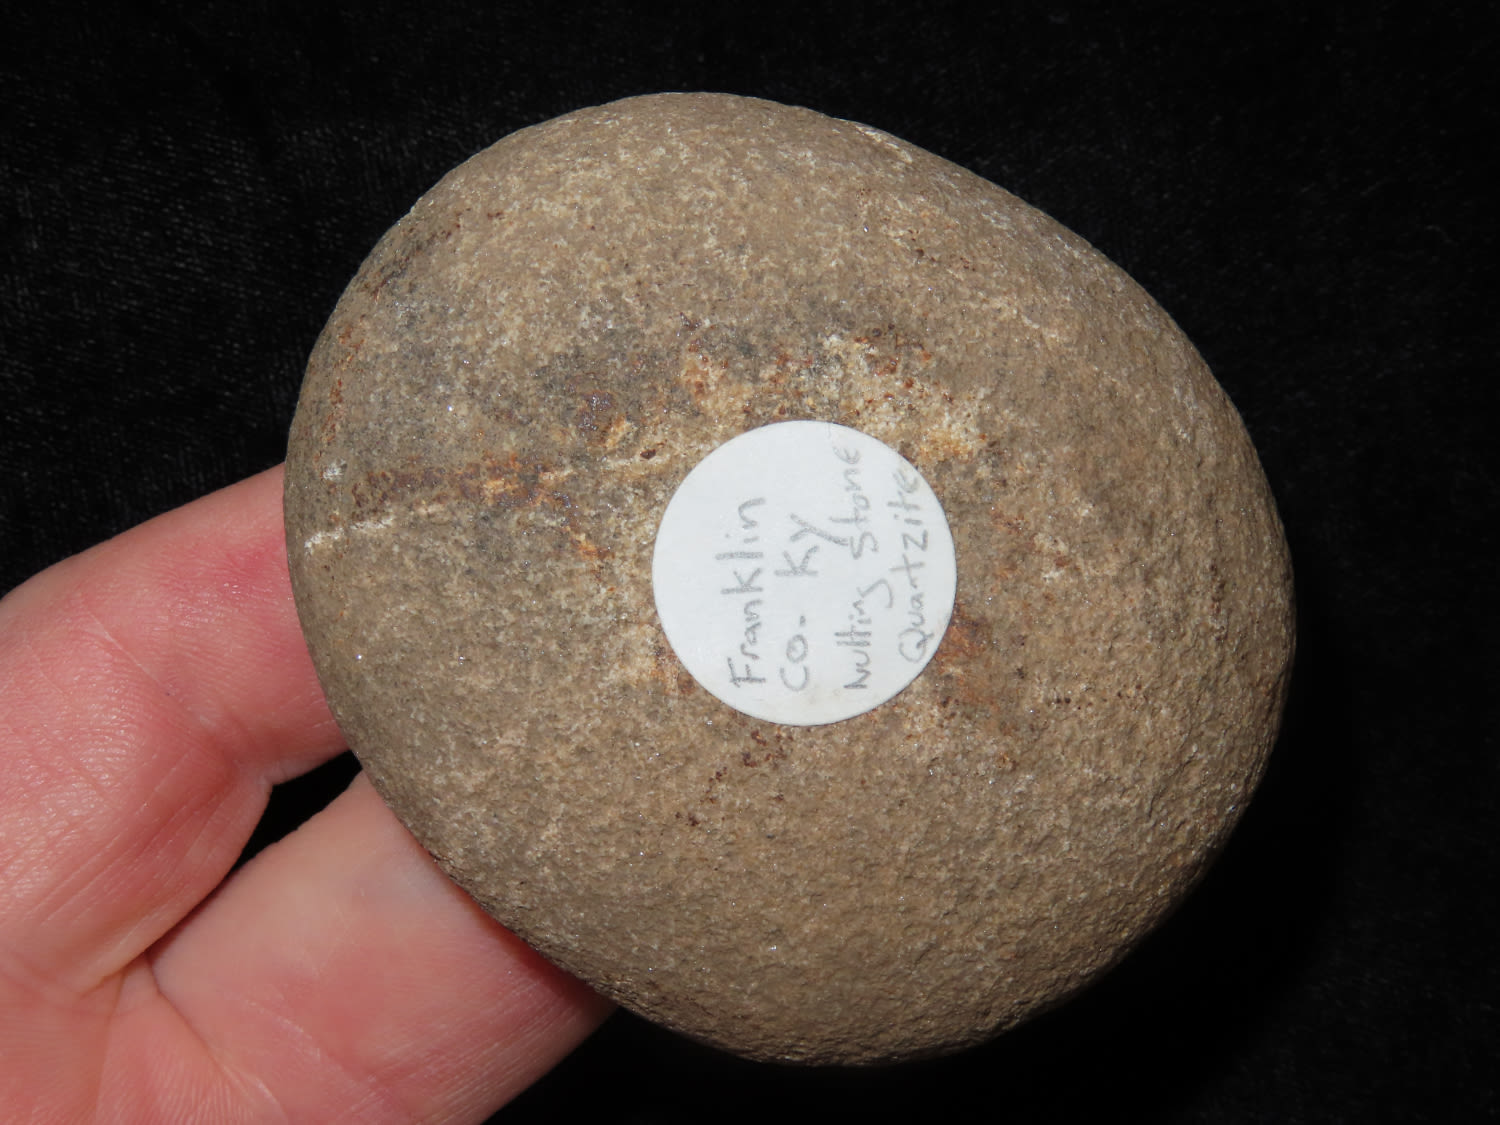 Franklin
Co. Ky
Nutting Stone
Quartzite